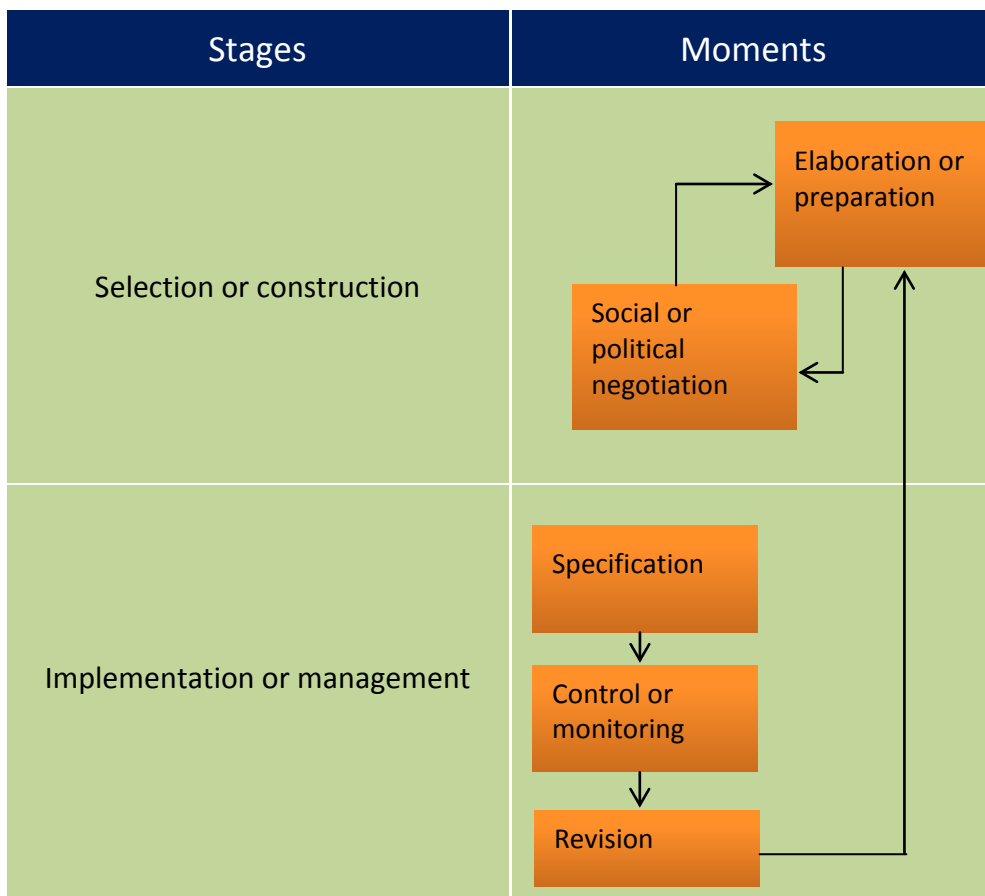 Stages
Moments
Selection or construction
Elaboration or
preparation
Social or
political
negotiation
Implementation or management
Specification
Control or
monitoring
Revision